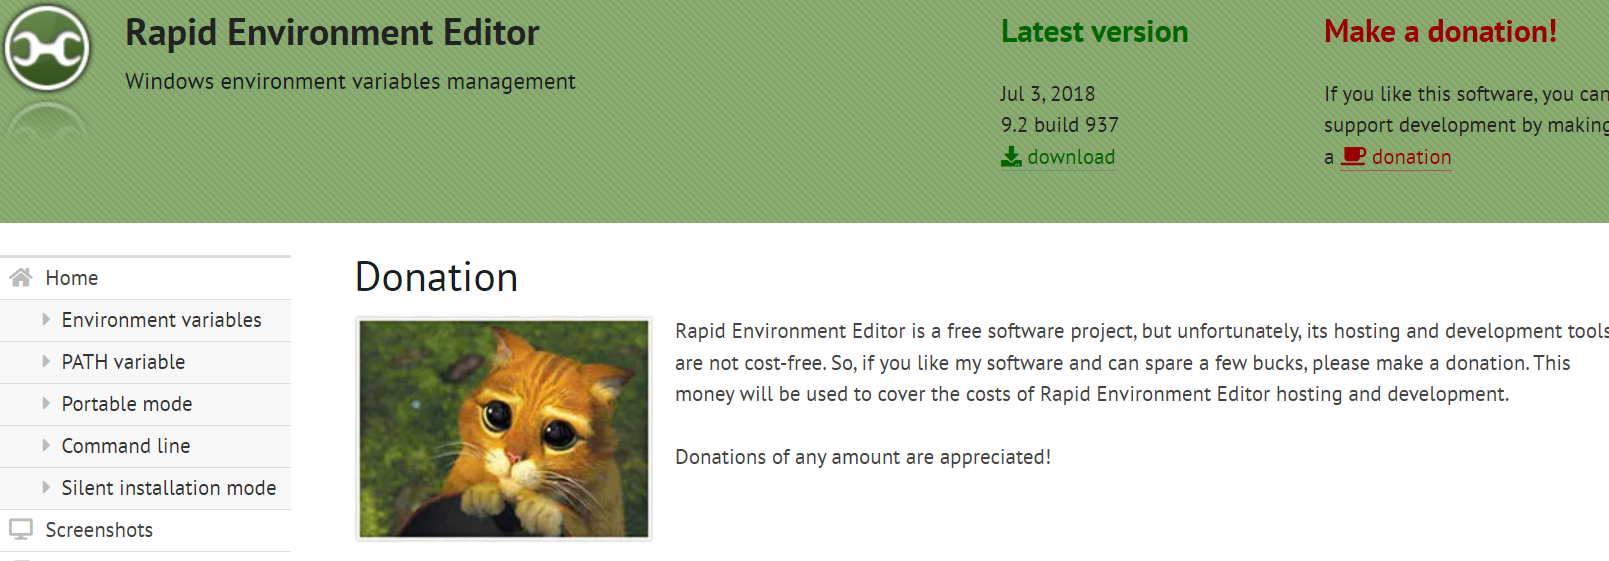 Rapid Environment Editor
Windows environment variables management
Latest version
Jul 3, 2018
9.2 build 937
download
Make a donation!
If you like this software, you can
support development by making
a donation
Home
Environment variables
PATH variable
Portable mode
Command line
Silent installation mode
Screenshots
Donation
Rapid Environment Editor is a free software project, but unfortunately, its hosting and development tools
are not cost-free. So, if you like my software and can spare a few bucks, please make a donation. This
money will be used to cover the costs of Rapid Environment Editor hosting and development.
Donations of any amount are appreciated!